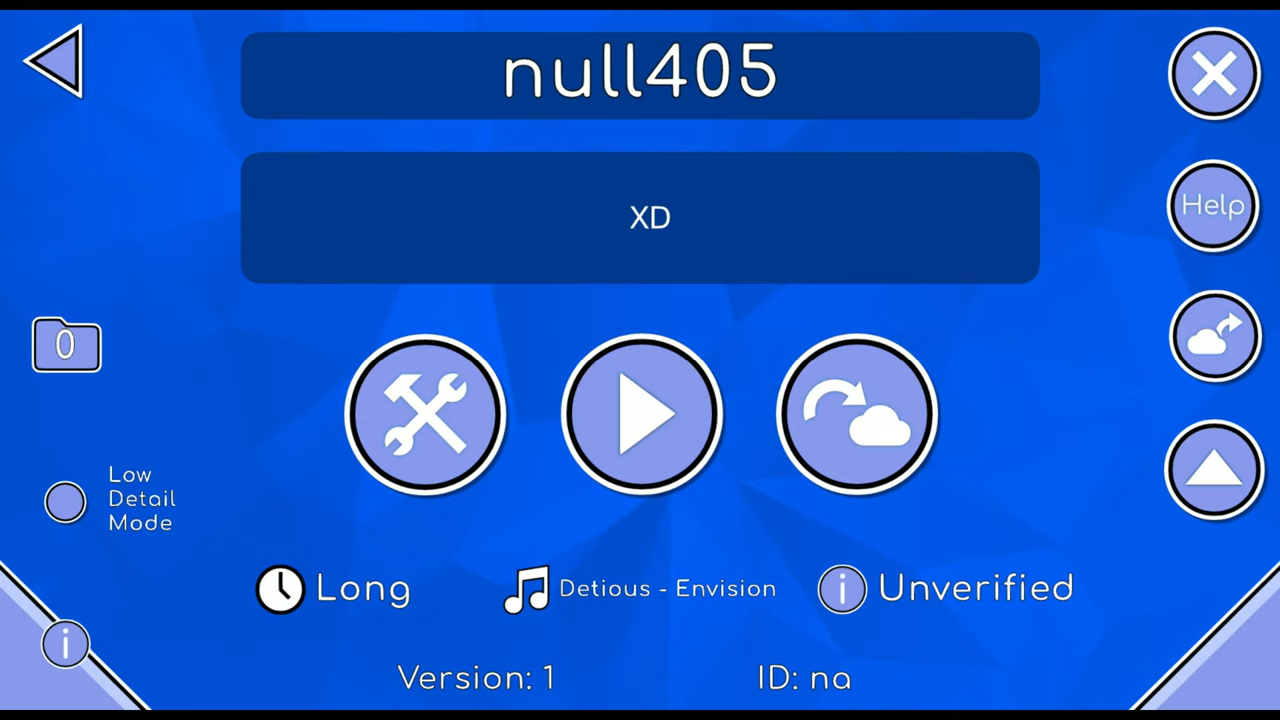 null405
XD
Help
0
Low
Detail
Mode
Long
Detious - Envision
i
Unverified
i
Version: 1
ID: na